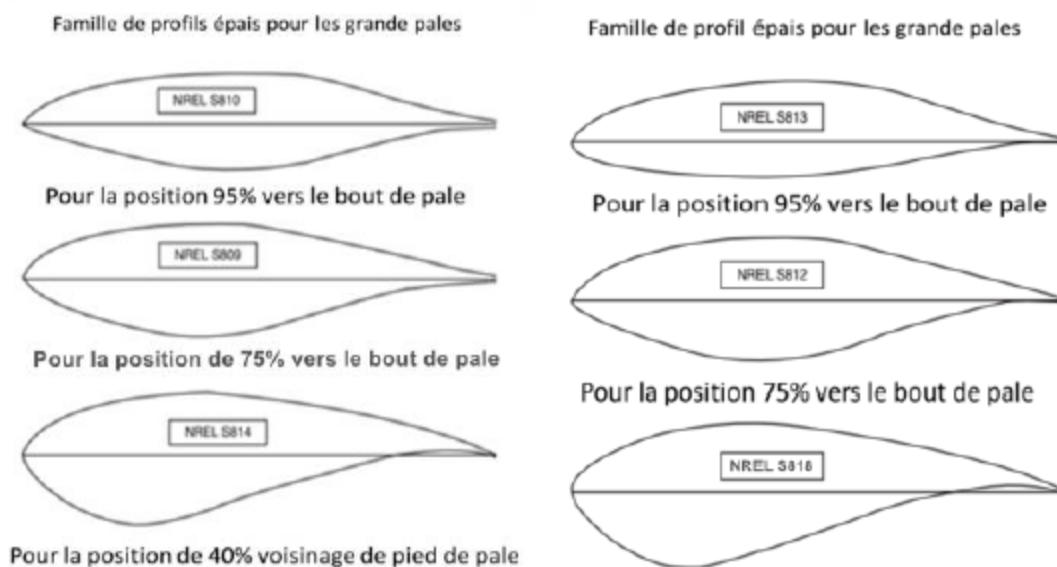 Famille de profils épais pour les grande pales
NREL S810
Pour la position 95% vers le bout de pale
NREL S809
Pour la position de 75% vers le bout de pale
NREL S814
Pour la position de 40% voisinage de pied de pale
Famille de profil épais pour les grande pales
NREL S813
Pour la position 95% vers le bout de pale
NREL S812
Pour la position 75% vers le bout de pale
NREL S818